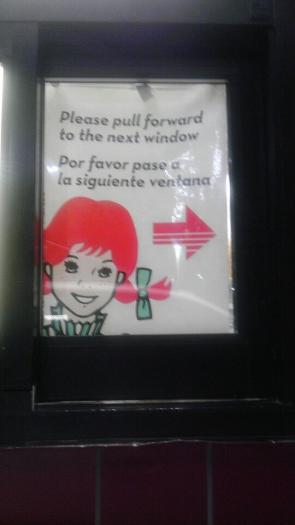 Please pull forward
to the next window
Por favor pase a
la siguiente ventana